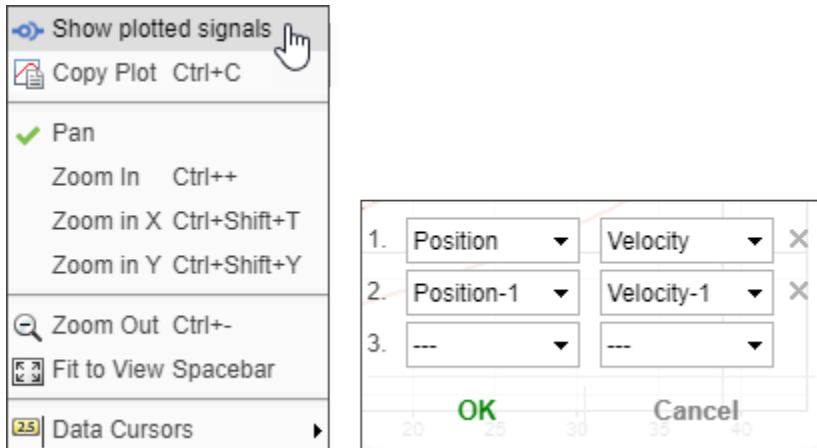 Show plotted signals
Copy Plot Ctrl+C
Pan
Zoom In Ctrl++
Zoom in X Ctrl+Shift+T
Zoom in Y Ctrl+Shift+Y
Zoom Out Ctrl+-
Fit to View Spacebar
2.5 Data Cursors
1. Position Velocity
2. Position-1 Velocity-1
3. --- ---
OK Cancel
20 25 30 35 40